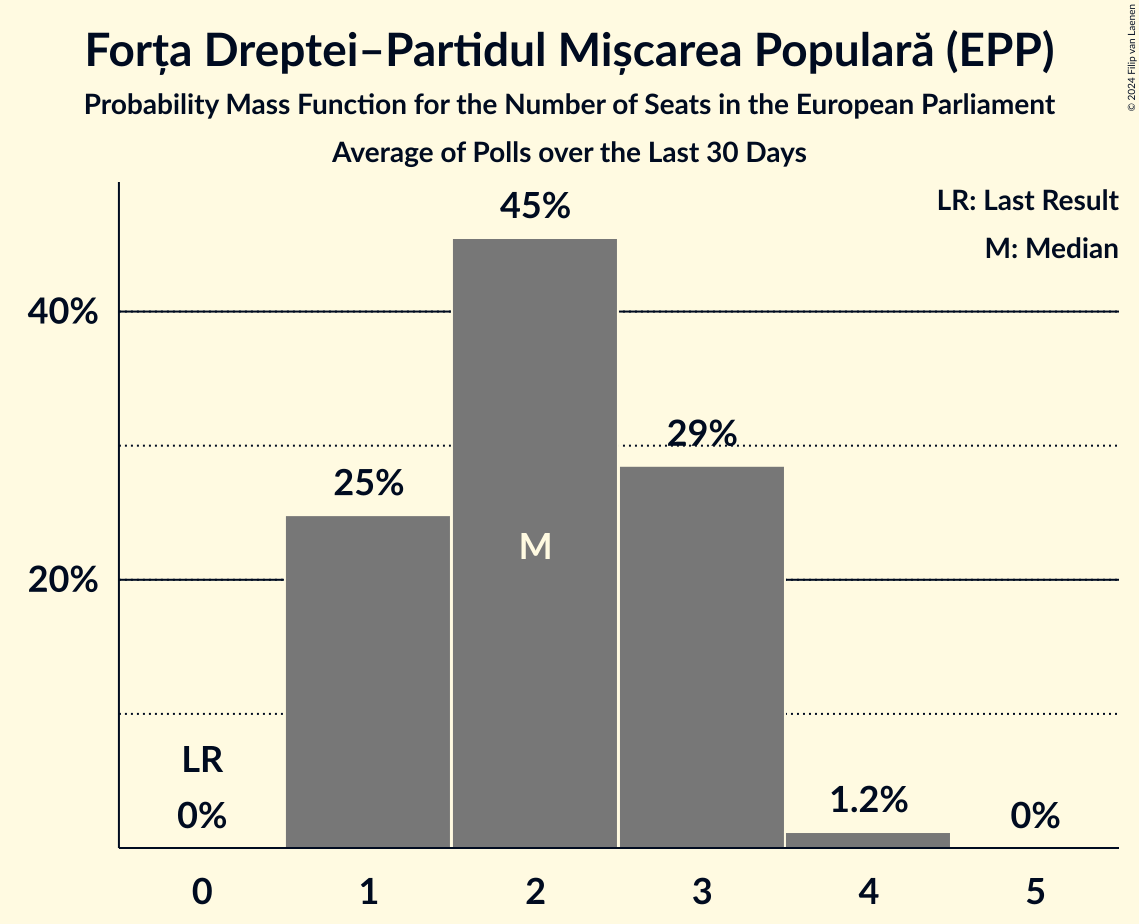 Forța Dreptei–Partidul Mișcarea Populară (EPP)
Probability Mass Function for the Number of Seats in the European Parliament
Average of Polls over the Last 30 Days
© 2024 Filip van Laenen
LR: Last Result
M: Median
45%
40%
29%
25%
M
20%
LR
0%
1.2%
0%
0 1 2 3 4 5